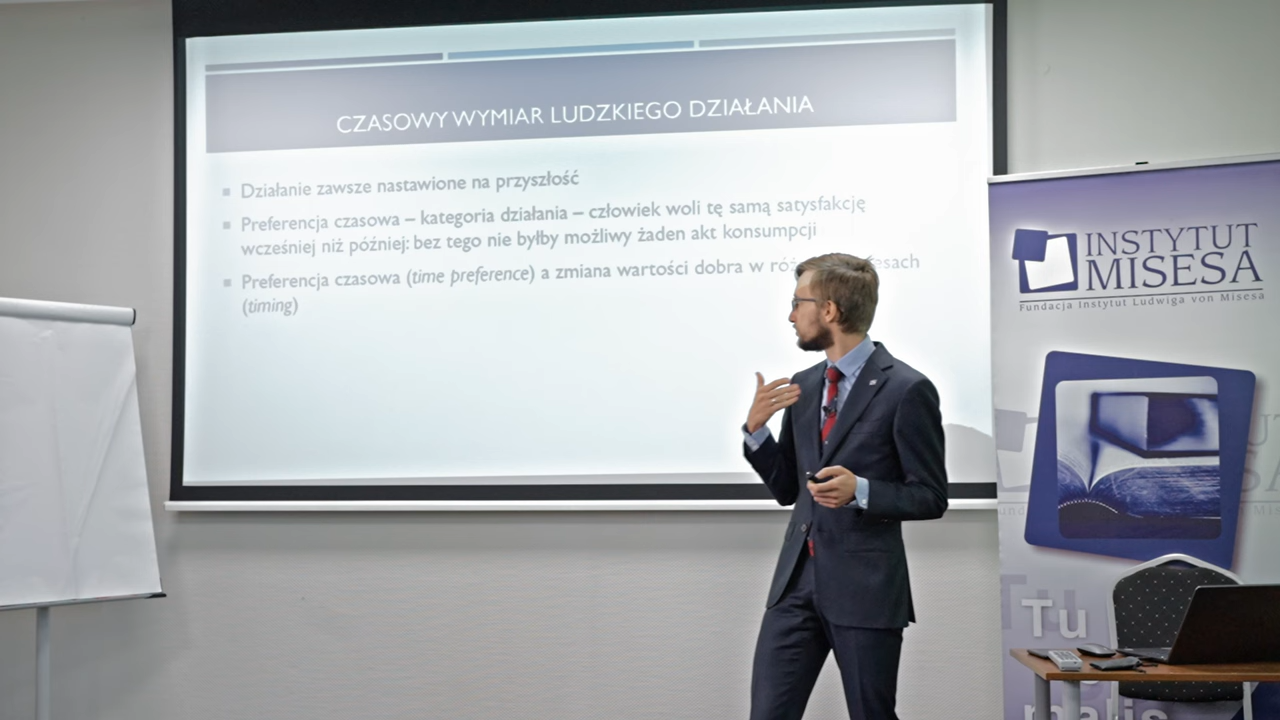 CZASOWY WYMIAR LUDZKIEGO DZIAŁANIA
Działanie zawsze nastawione na przyszłość
Preferencja czasowa – kategoria działania – człowiek woli tę samą satysfakcję
wcześniej niż później: bez tego nie byłby możliwy żaden akt konsumpcji
Preferencja czasowa (time preference) a zmiana wartości dobra w
(timing)
INSTYTUT
MISESA
Fundacja Instytut Ludwiga von Misesa
Tu